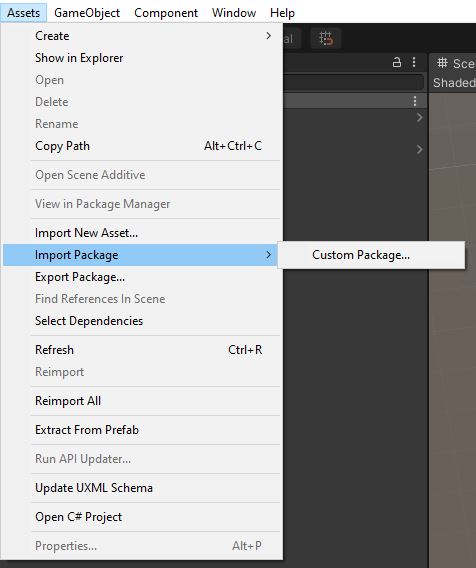 Assets GameObject Component Window Help
Create
Show in Explorer
Open
Delete
Rename
Copy Path Alt+Ctrl+C
Open Scene Additive
View in Package Manager
Import New Asset...
Import Package Custom Package...
Export Package...
Find References In Scene
Select Dependencies
Refresh Ctrl+R
Reimport
Reimport All
Extract From Prefab
Run API Updater...
Update UXML Schema
Open C# Project
Properties... Alt+P
Shaded